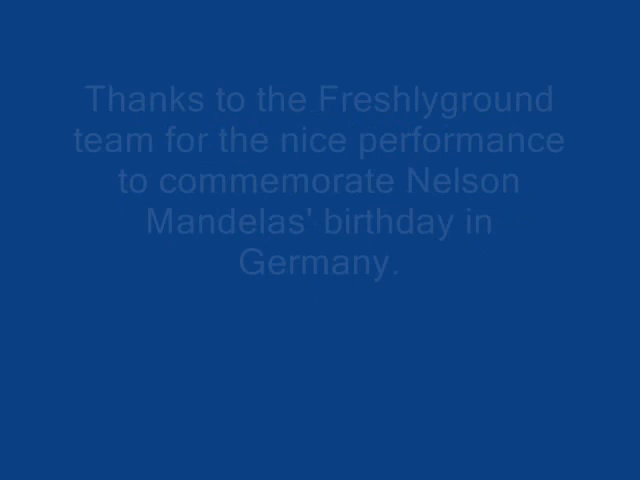 Thanks to the Freshlyground
team for the nice performance
to commemorate Nelson
Mandelas' birthday in
Germany.